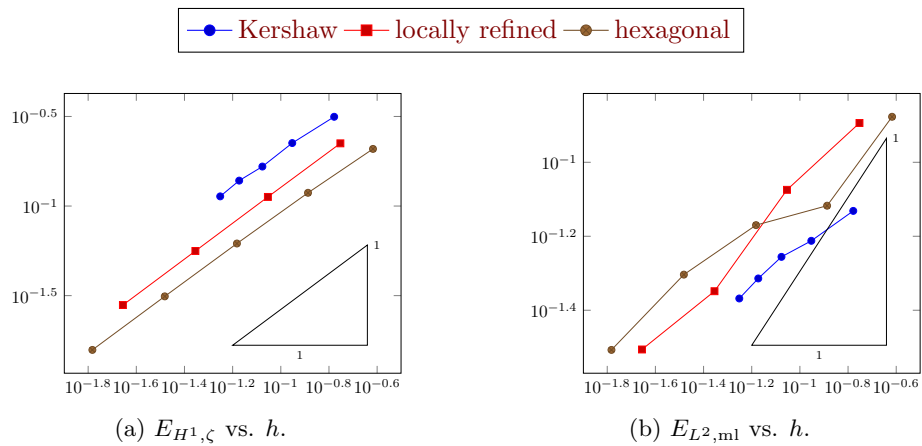 Kershaw locally refined hexagonal
10^{-0.5}
10^{-1}
10^{-1.5}
1
1
10^{-1.8} 10^{-1.6} 10^{-1.4} 10^{-1.2} 10^{-1} 10^{-0.8} 10^{-0.6}
(a) E_{H^1,ζ} vs. h.
10^{-1}
10^{-1.2}
10^{-1.4}
1
1
10^{-1.8} 10^{-1.6} 10^{-1.4} 10^{-1.2} 10^{-1} 10^{-0.8} 10^{-0.6}
(b) E_{L^2,ml} vs. h.